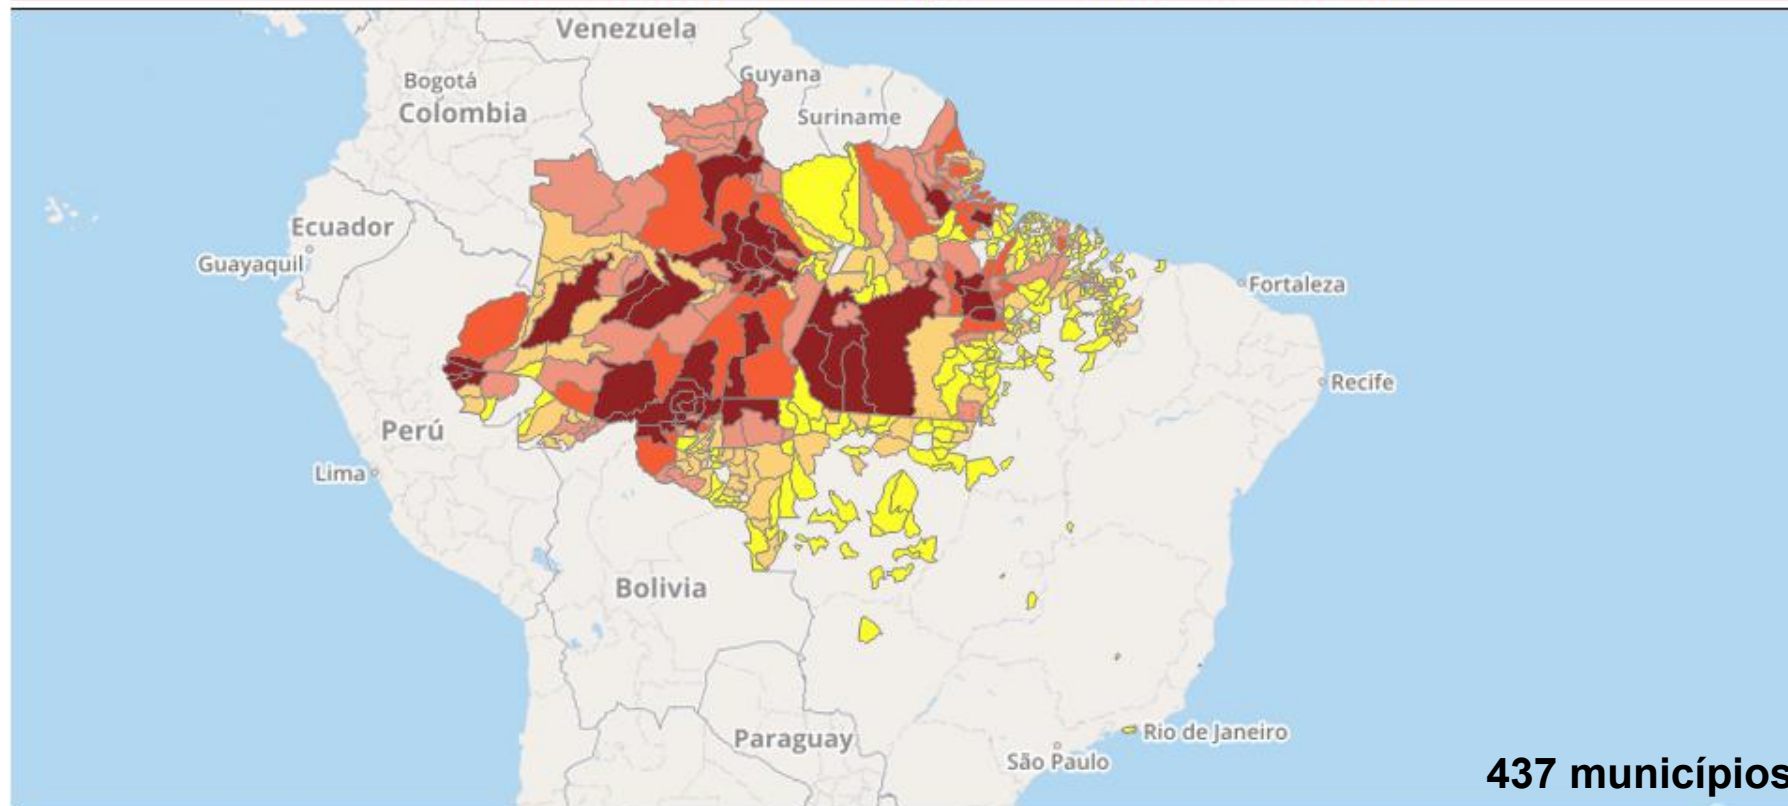 Venezuela
Guyana
Bogotá
Colombia
Suriname
Ecuador
Guayaquil
Fortaleza
Recife
Perú
Lima
Bolivia
Rio de Janeiro
Paraguay
São Paulo
437 municípios